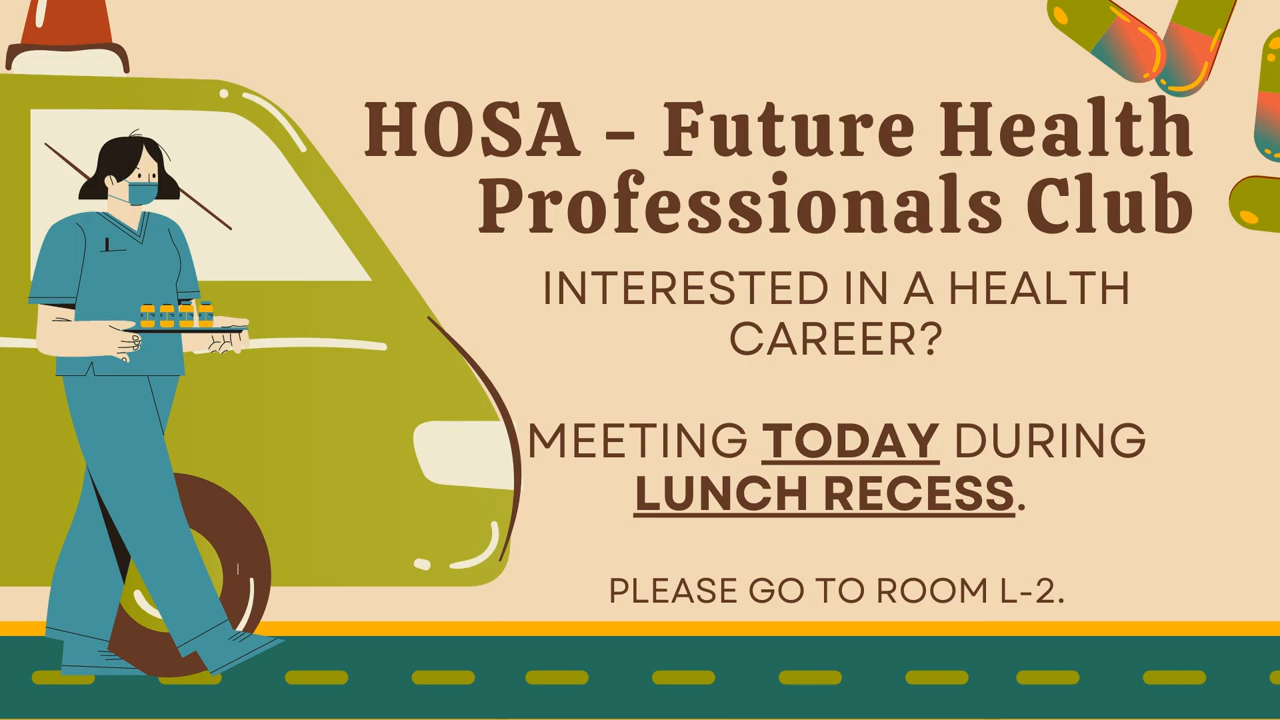 HOSA – Future Health
Professionals Club
INTERESTED IN A HEALTH
CAREER?
MEETING TODAY DURING
LUNCH RECESS.
PLEASE GO TO ROOM L-2.